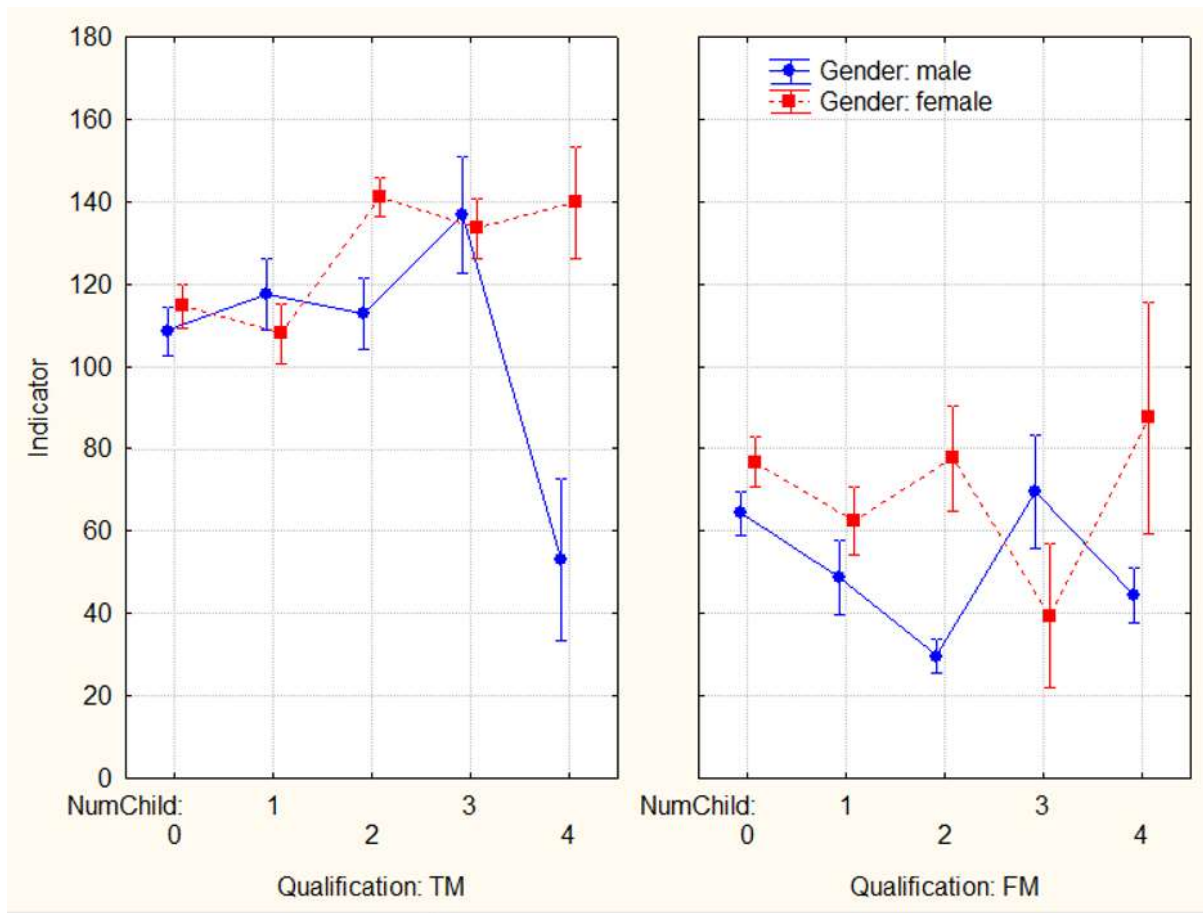 180
160
140
120
100
80
60
40
20
0
Indicator
Gender: male
Gender: female
NumChild: 1 3
0 2 4
Qualification: TM
NumChild: 1 3
0 2 4
Qualification: FM